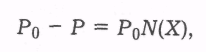 P₀ − P = P₀N(X),